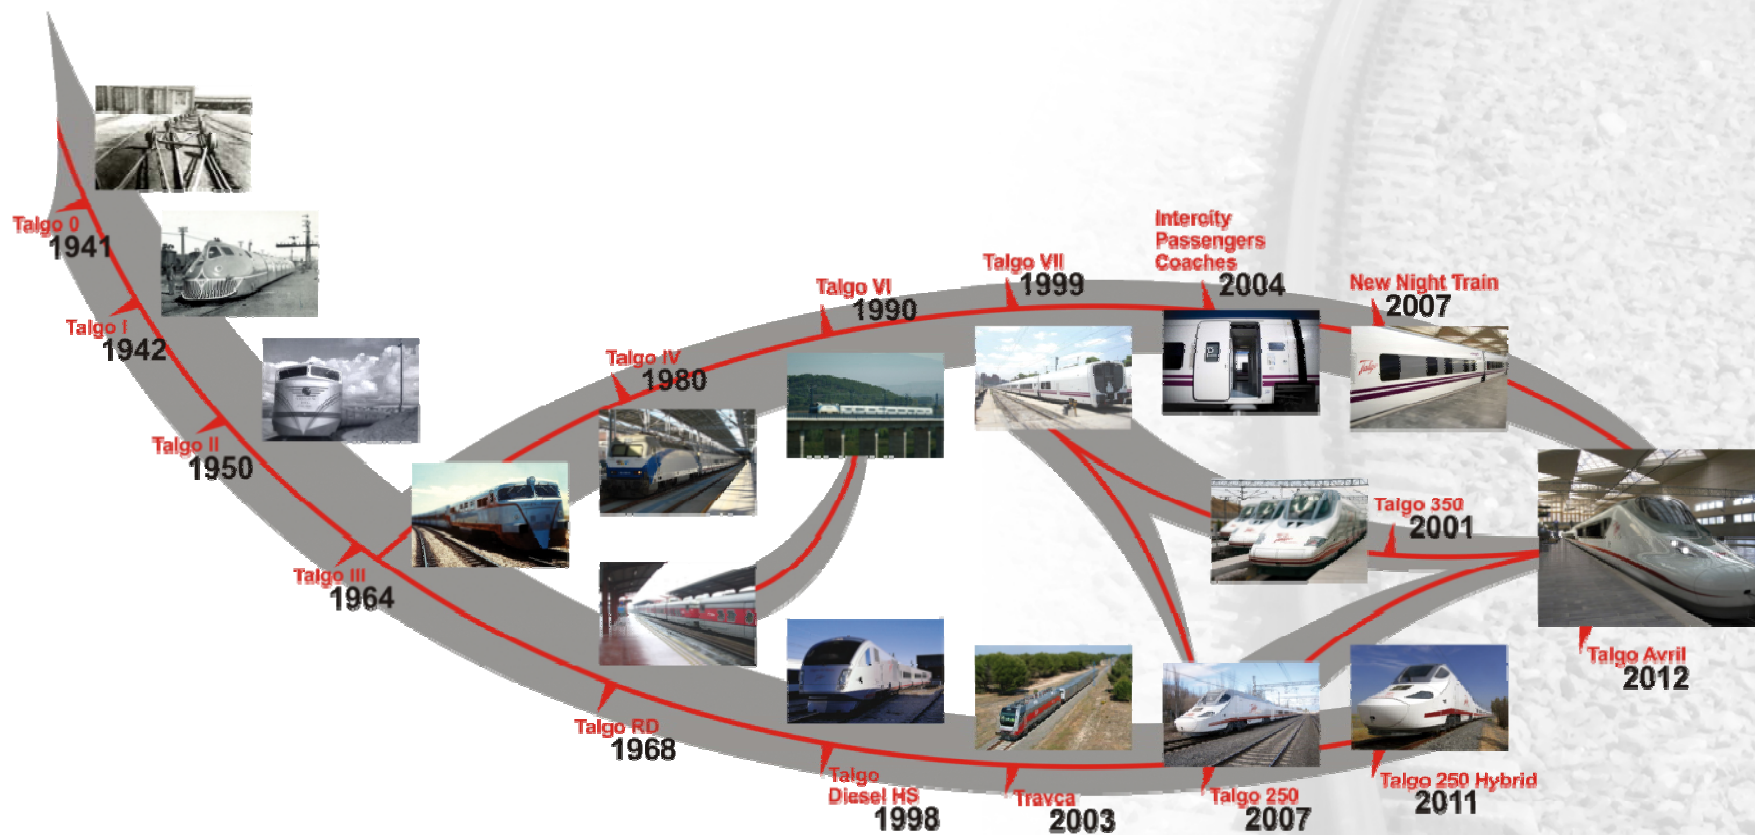 Talgo 0
1941
Talgo I
1942
Talgo II
1950
Talgo III
1964
Talgo IV
1980
Talgo VI
1990
Talgo VII
1999
Intercity
Passengers
Coaches
2004
New Night Train
2007
Talgo 350
2001
Talgo Avril
2012
Talgo RD
1968
Talgo
Diesel HS
1998
Travca
2003
Talgo 250
2007
Talgo 250 Hybrid
2011
Talgo